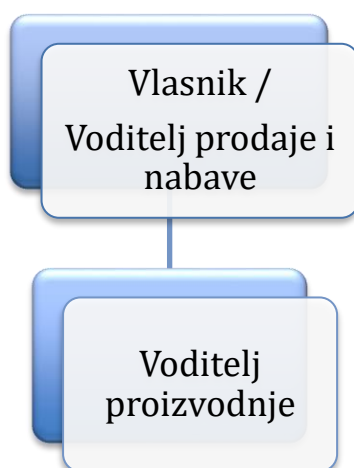 Vlasnik /
Voditelj prodaje i
nabave
Voditelj
proizvodnje